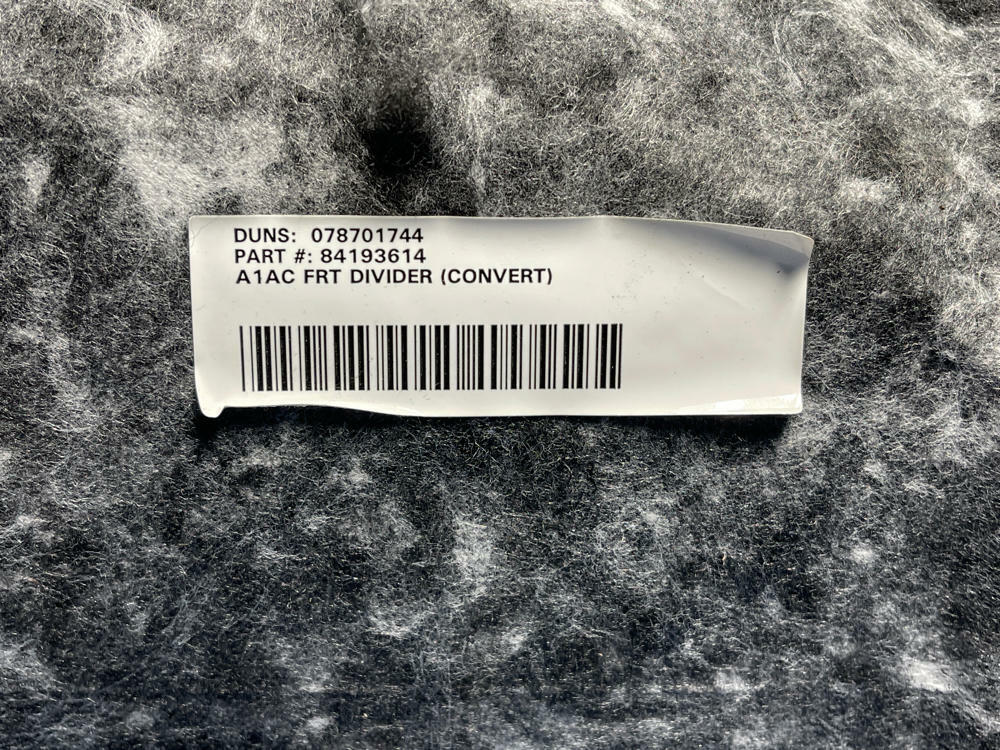 DUNS: 078701744
PART #: 84193614
A1AC FRT DIVIDER (CONVERT)